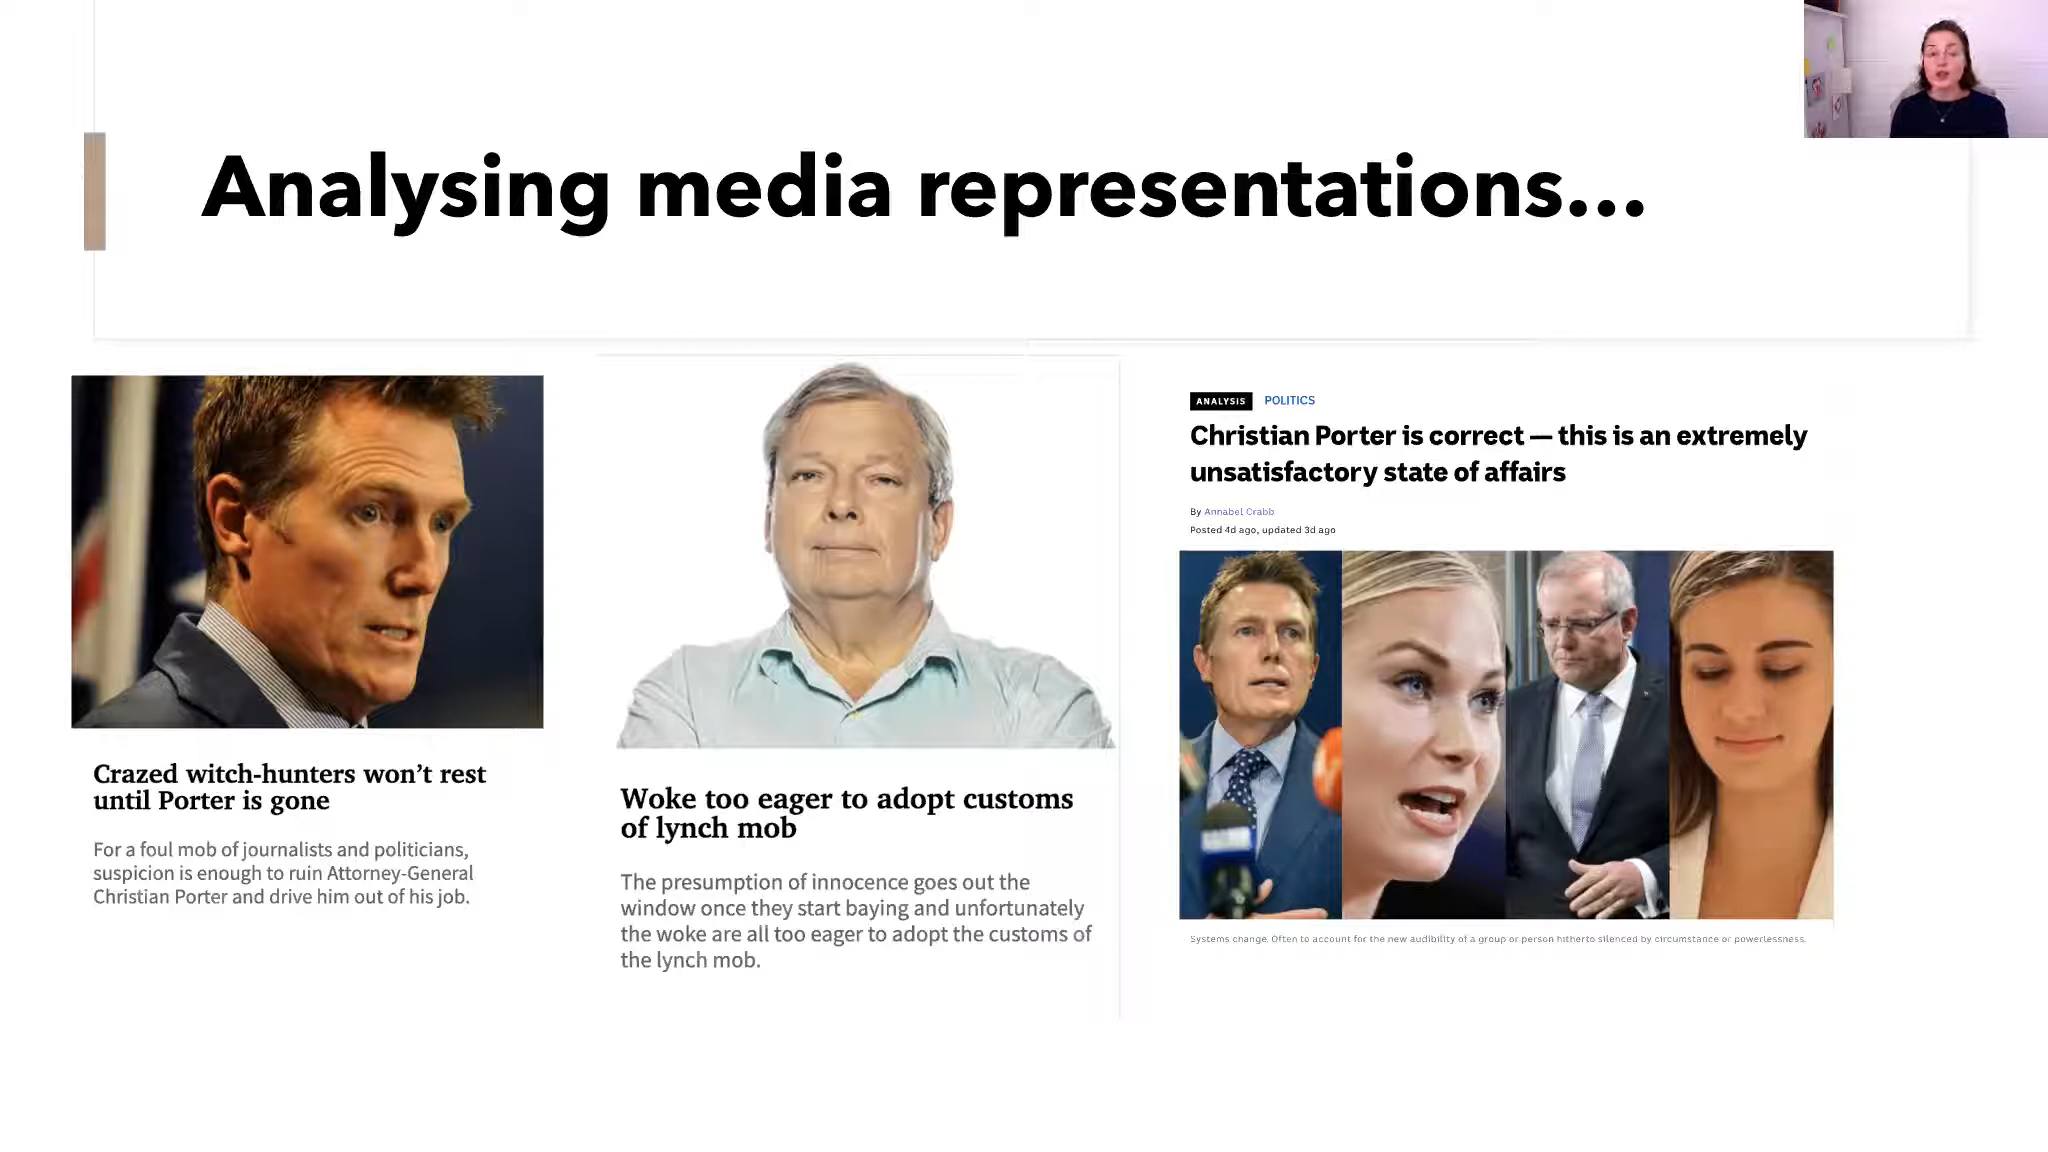 Analysing media representations...
Crazed witch-hunters won't rest
until Porter is gone
For a foul mob of journalists and politicians,
suspicion is enough to ruin Attorney-General
Christian Porter and drive him out of his job.
Woke too eager to adopt customs
of lynch mob
The presumption of innocence goes out the
window once they start baying and unfortunately
the woke are all too eager to adopt the customs of
the lynch mob.
ANALYSIS POLITICS
Christian Porter is correct — this is an extremely
unsatisfactory state of affairs
By Annabel Crabb
Posted 4d ago, updated 3d ago
Systems change. Often to account for the new audibility of a group or person hitherto silenced by circumstance or powerlessness.